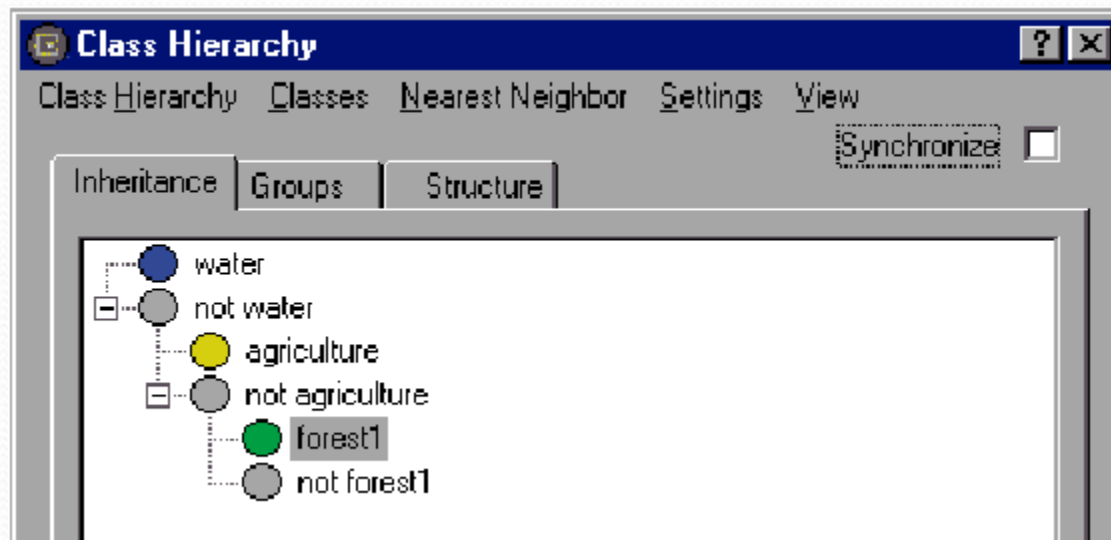 Class Hierarchy
Class Hierarchy Classes Nearest Neighbor Settings View
Synchronize
Inheritance Groups Structure
water
not water
agriculture
not agriculture
forest1
not forest1